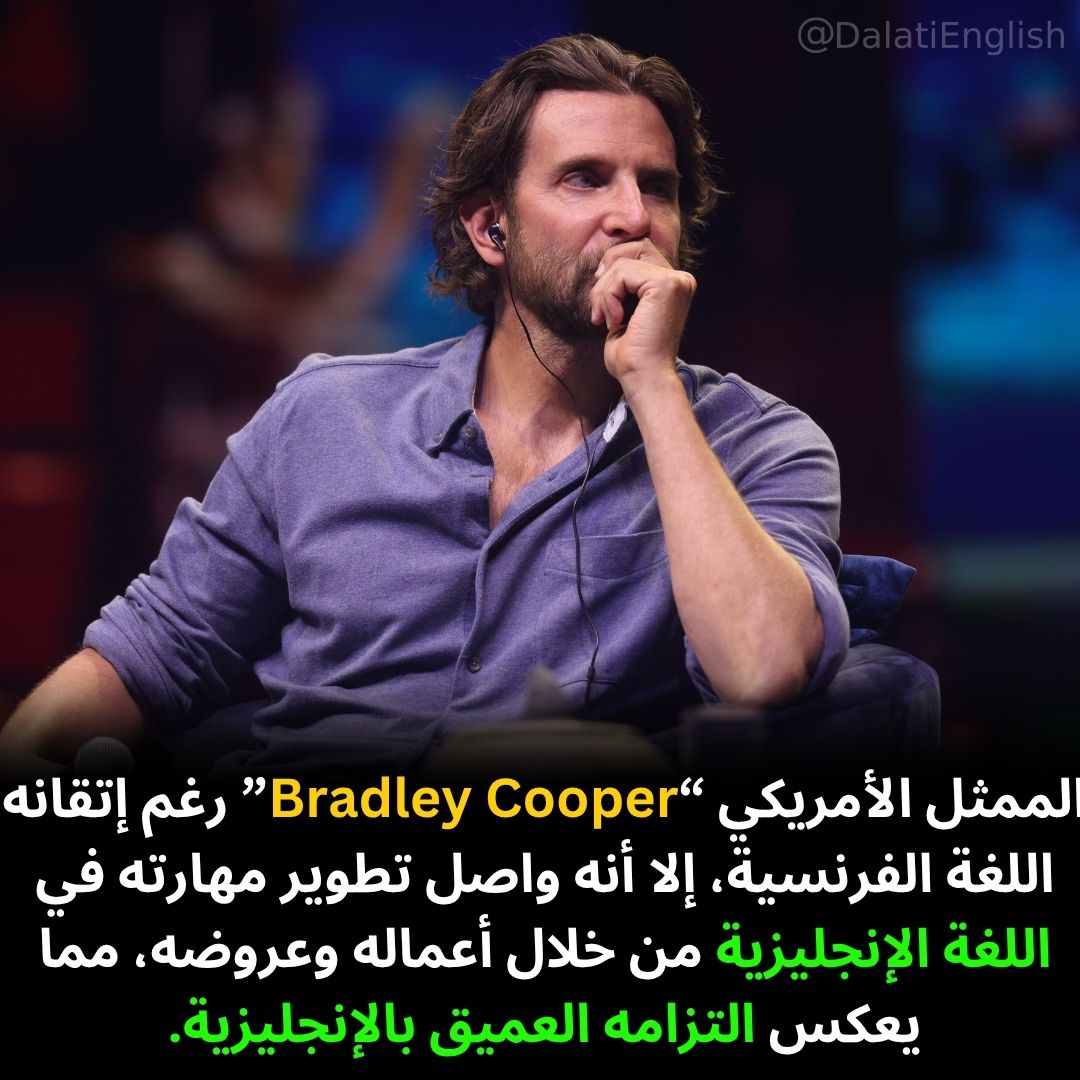 @DalatiEnglish
الممثل الأمريكي “Bradley Cooper” رغم إتقانه
اللغة الفرنسية، إلا أنه واصل تطوير مهارته في
اللغة الإنجليزية من خلال أعماله وعروضه، مما
يعكس التزامه العميق بالإنجليزية.